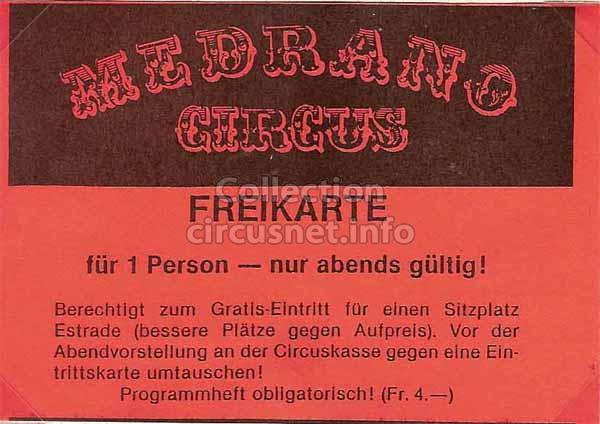 MEDRANO
CIRCUS
Collection
FREIKARTE
circusnet.info
für 1 Person — nur abends gültig!
Berechtigt zum Gratis-Eintritt für einen Sitzplatz
Estrade (bessere Plätze gegen Aufpreis). Vor der
Abendvorstellung an der Circuskasse gegen eine Ein-
trittskarte umtauschen!
Programmheft obligatorisch! (Fr. 4.—)